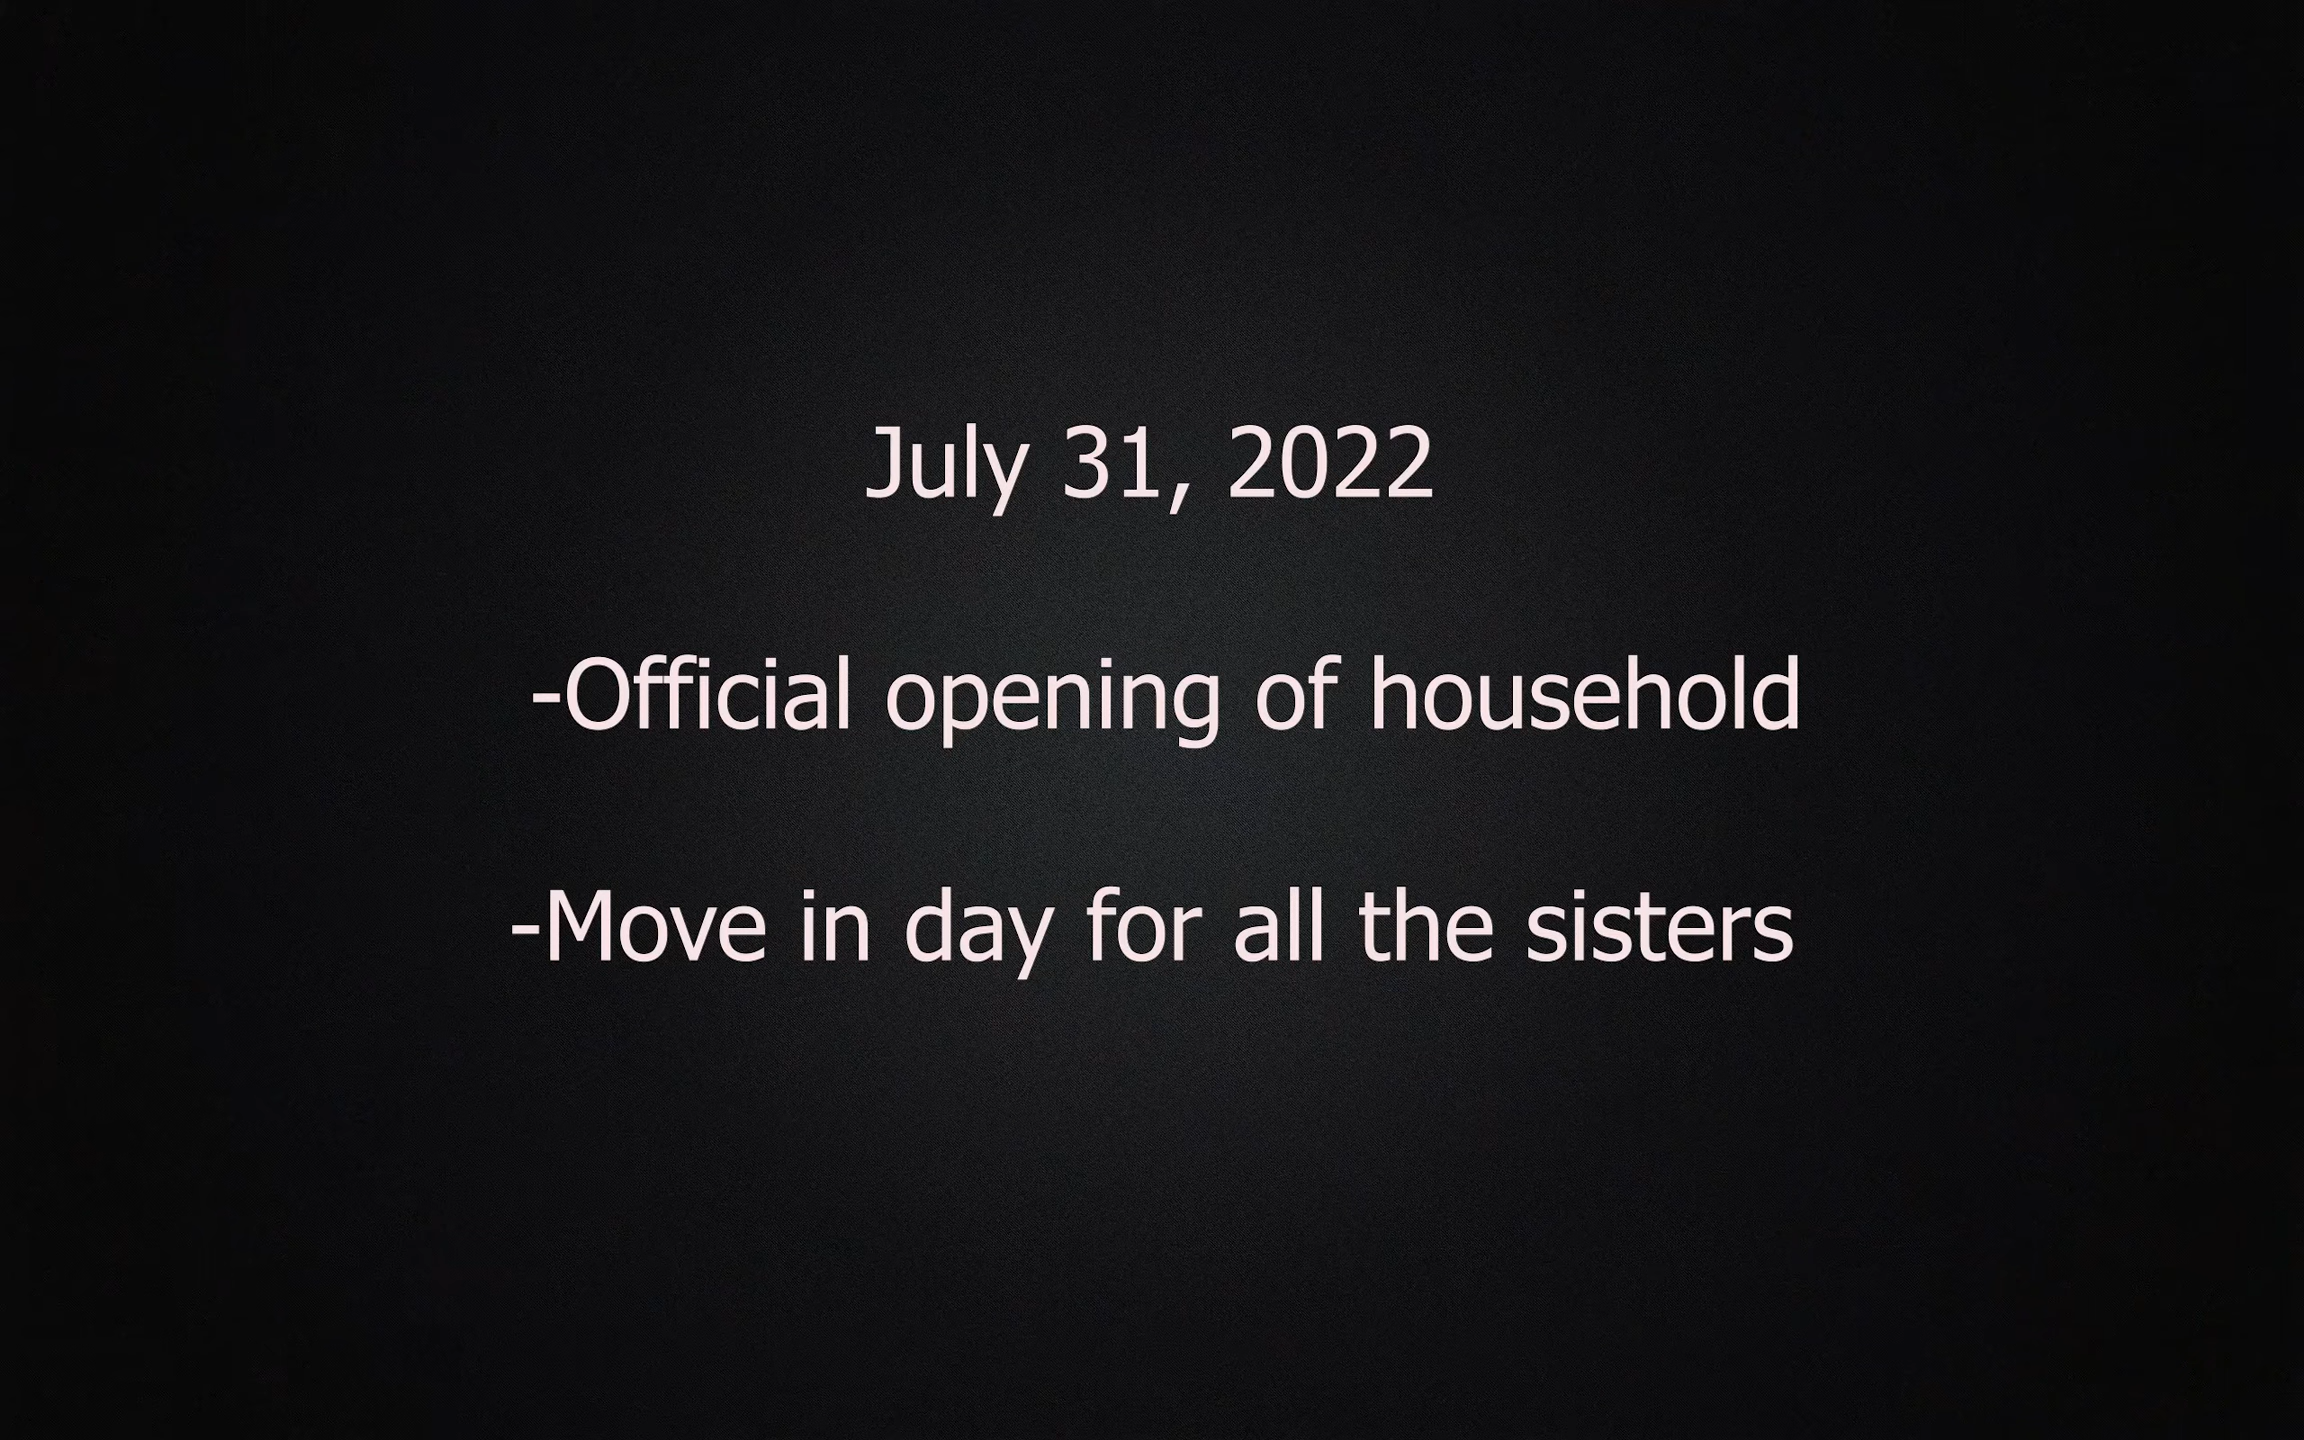 July 31, 2022
-Official opening of household
-Move in day for all the sisters